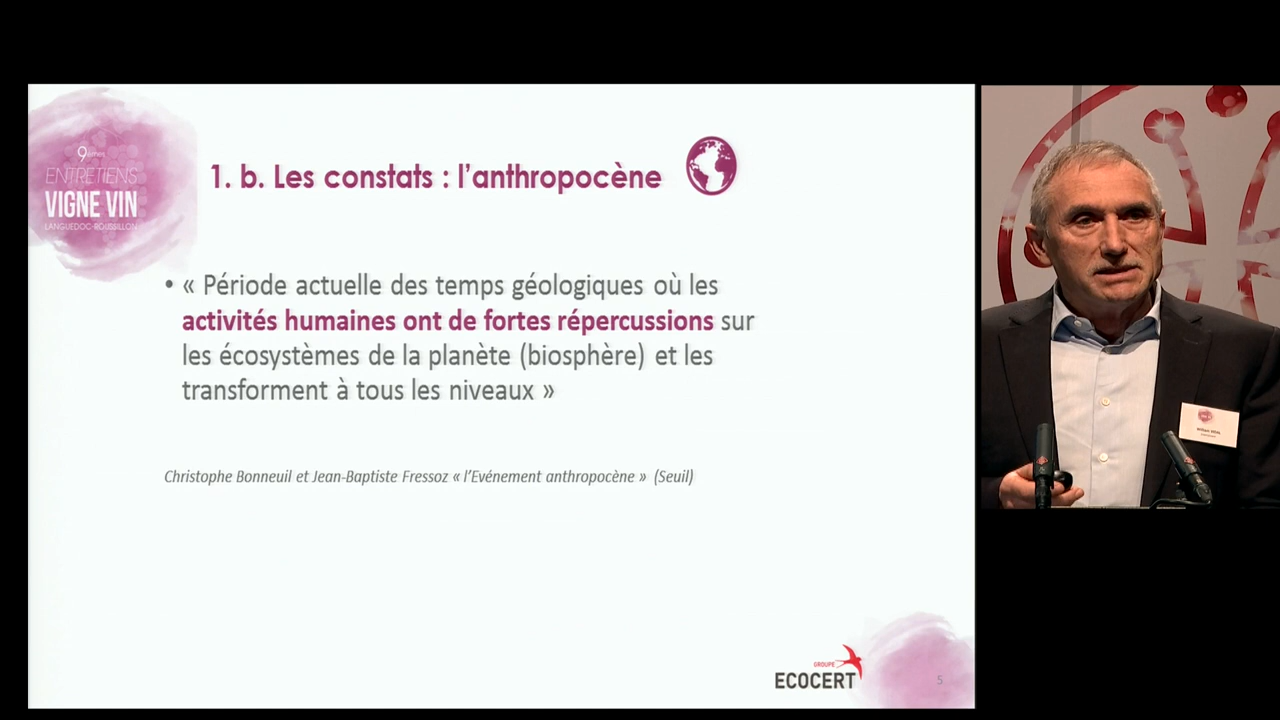 9èmes
ENTRETIENS
VIGNE VIN
LANGUEDOC-ROUSSILLON
1. b. Les constats : l'anthropocène
• « Période actuelle des temps géologiques où les
activités humaines ont de fortes répercussions sur
les écosystèmes de la planète (biosphère) et les
transforment à tous les niveaux »
Christophe Bonneuil et Jean-Baptiste Fressoz « l'Evénement anthropocène » (Seuil)
GROUPE
ECOCERT
5